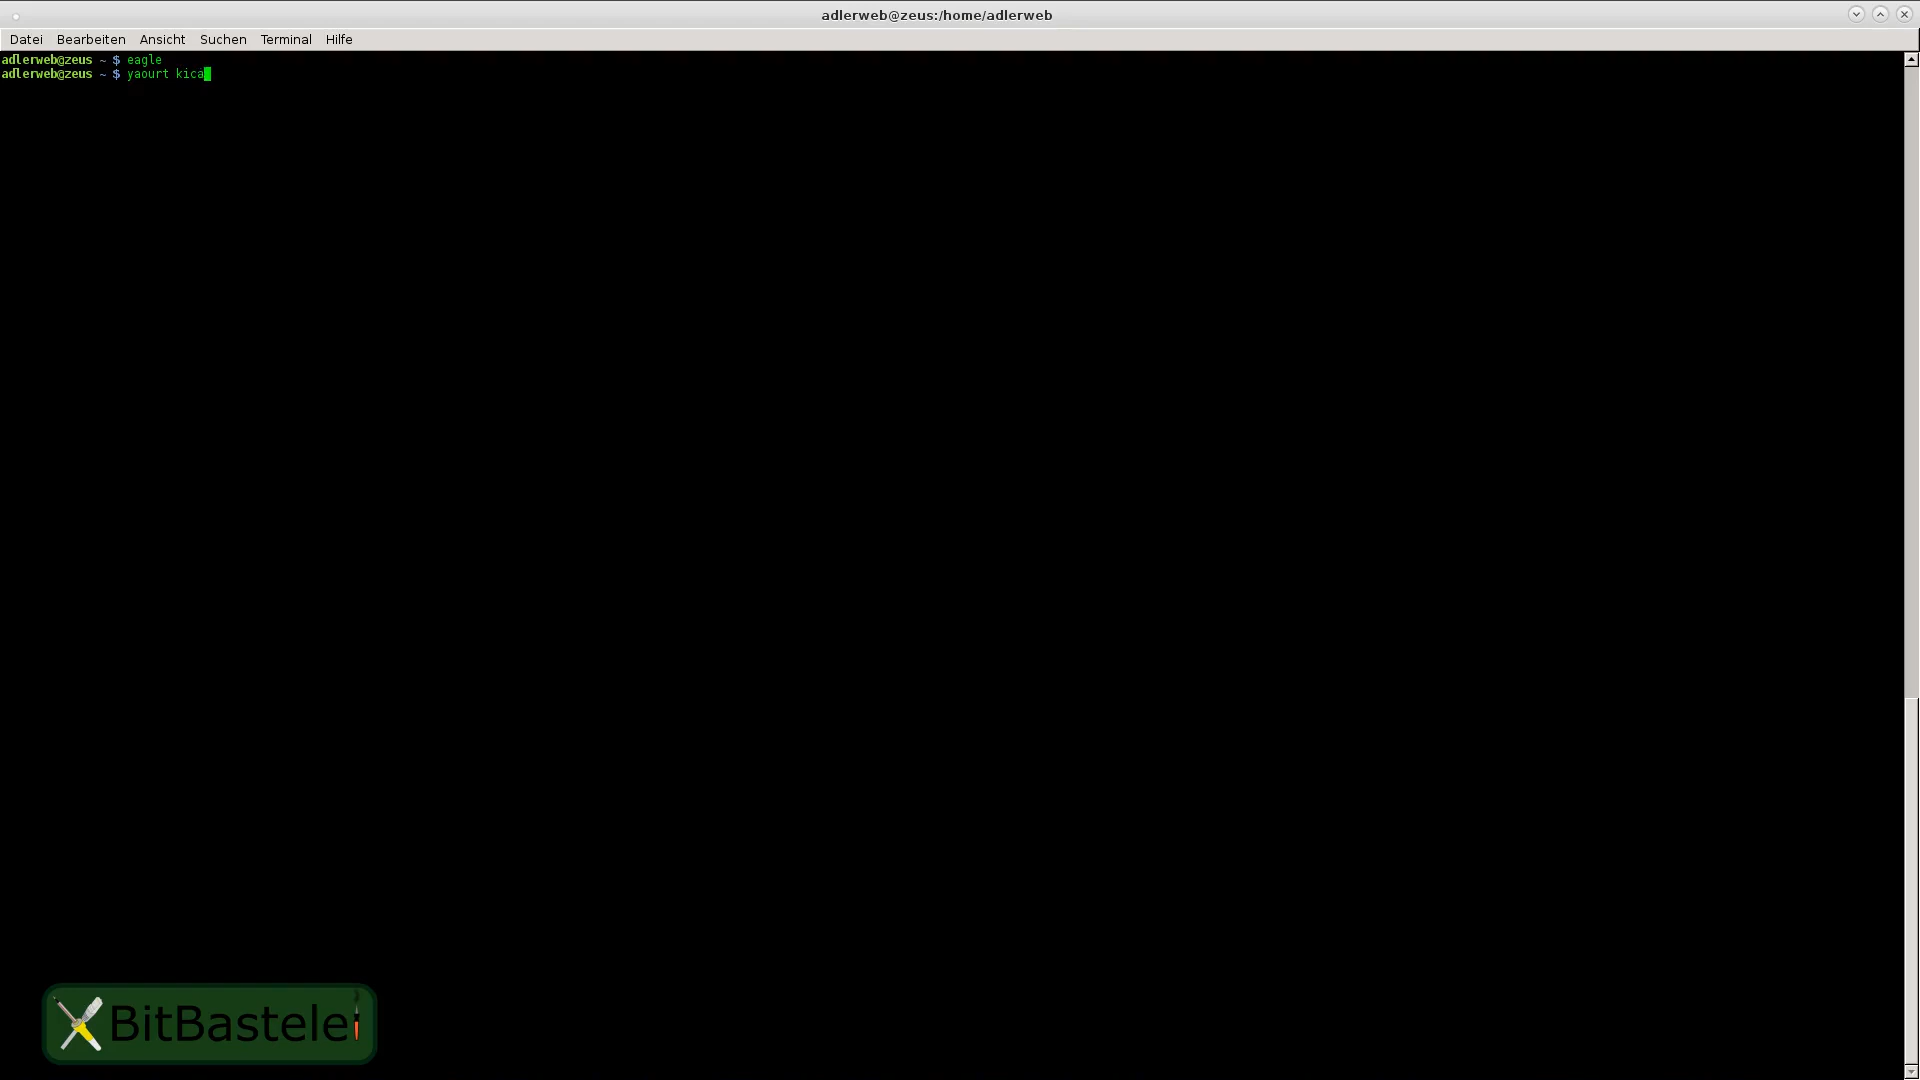 adlerweb@zeus:/home/adlerweb
Datei Bearbeiten Ansicht Suchen Terminal Hilfe
adlerweb@zeus ~ $ eagle
adlerweb@zeus ~ $ yaourt kica
BitBastelei